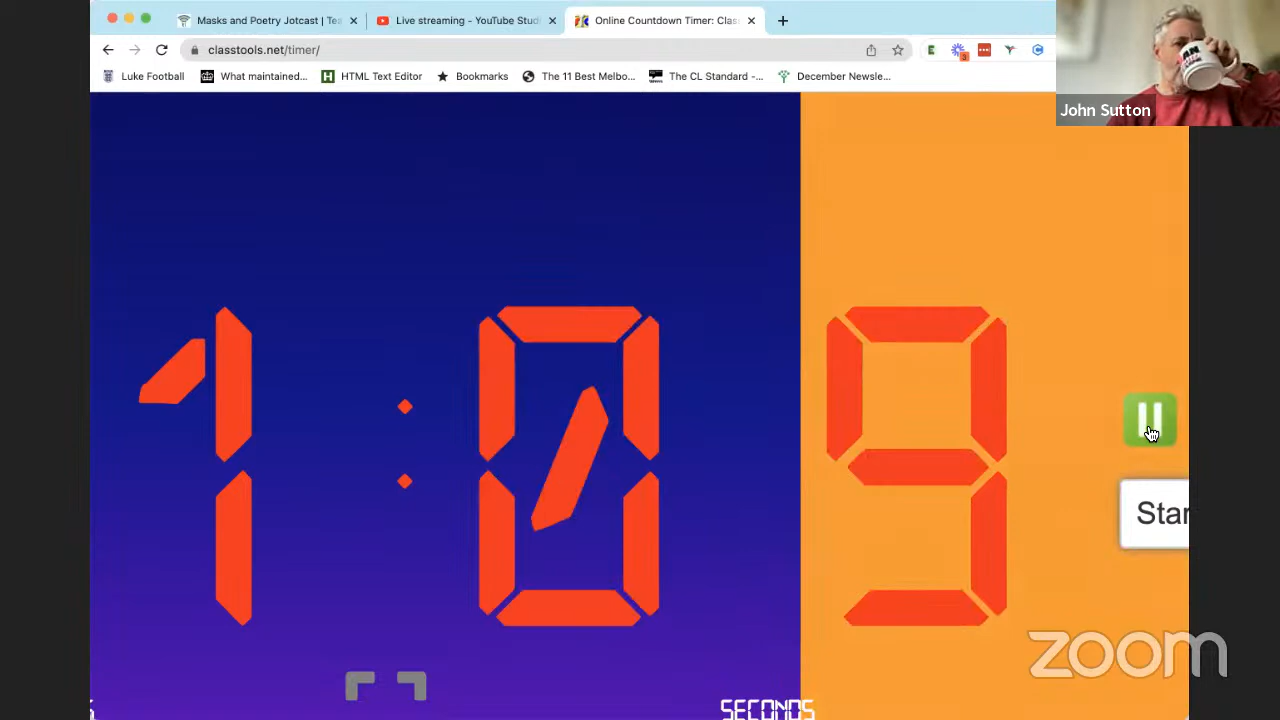 Masks and Poetry Jotcast | Tea
Live streaming - YouTube Stud
Online Countdown Timer: Clas
classtools.net/timer/
Luke Football
What maintained...
HTML Text Editor
Bookmarks
The 11 Best Melbo...
The CL Standard -...
December Newsle...
John Sutton
1:09
Star
SECONDS
zoom